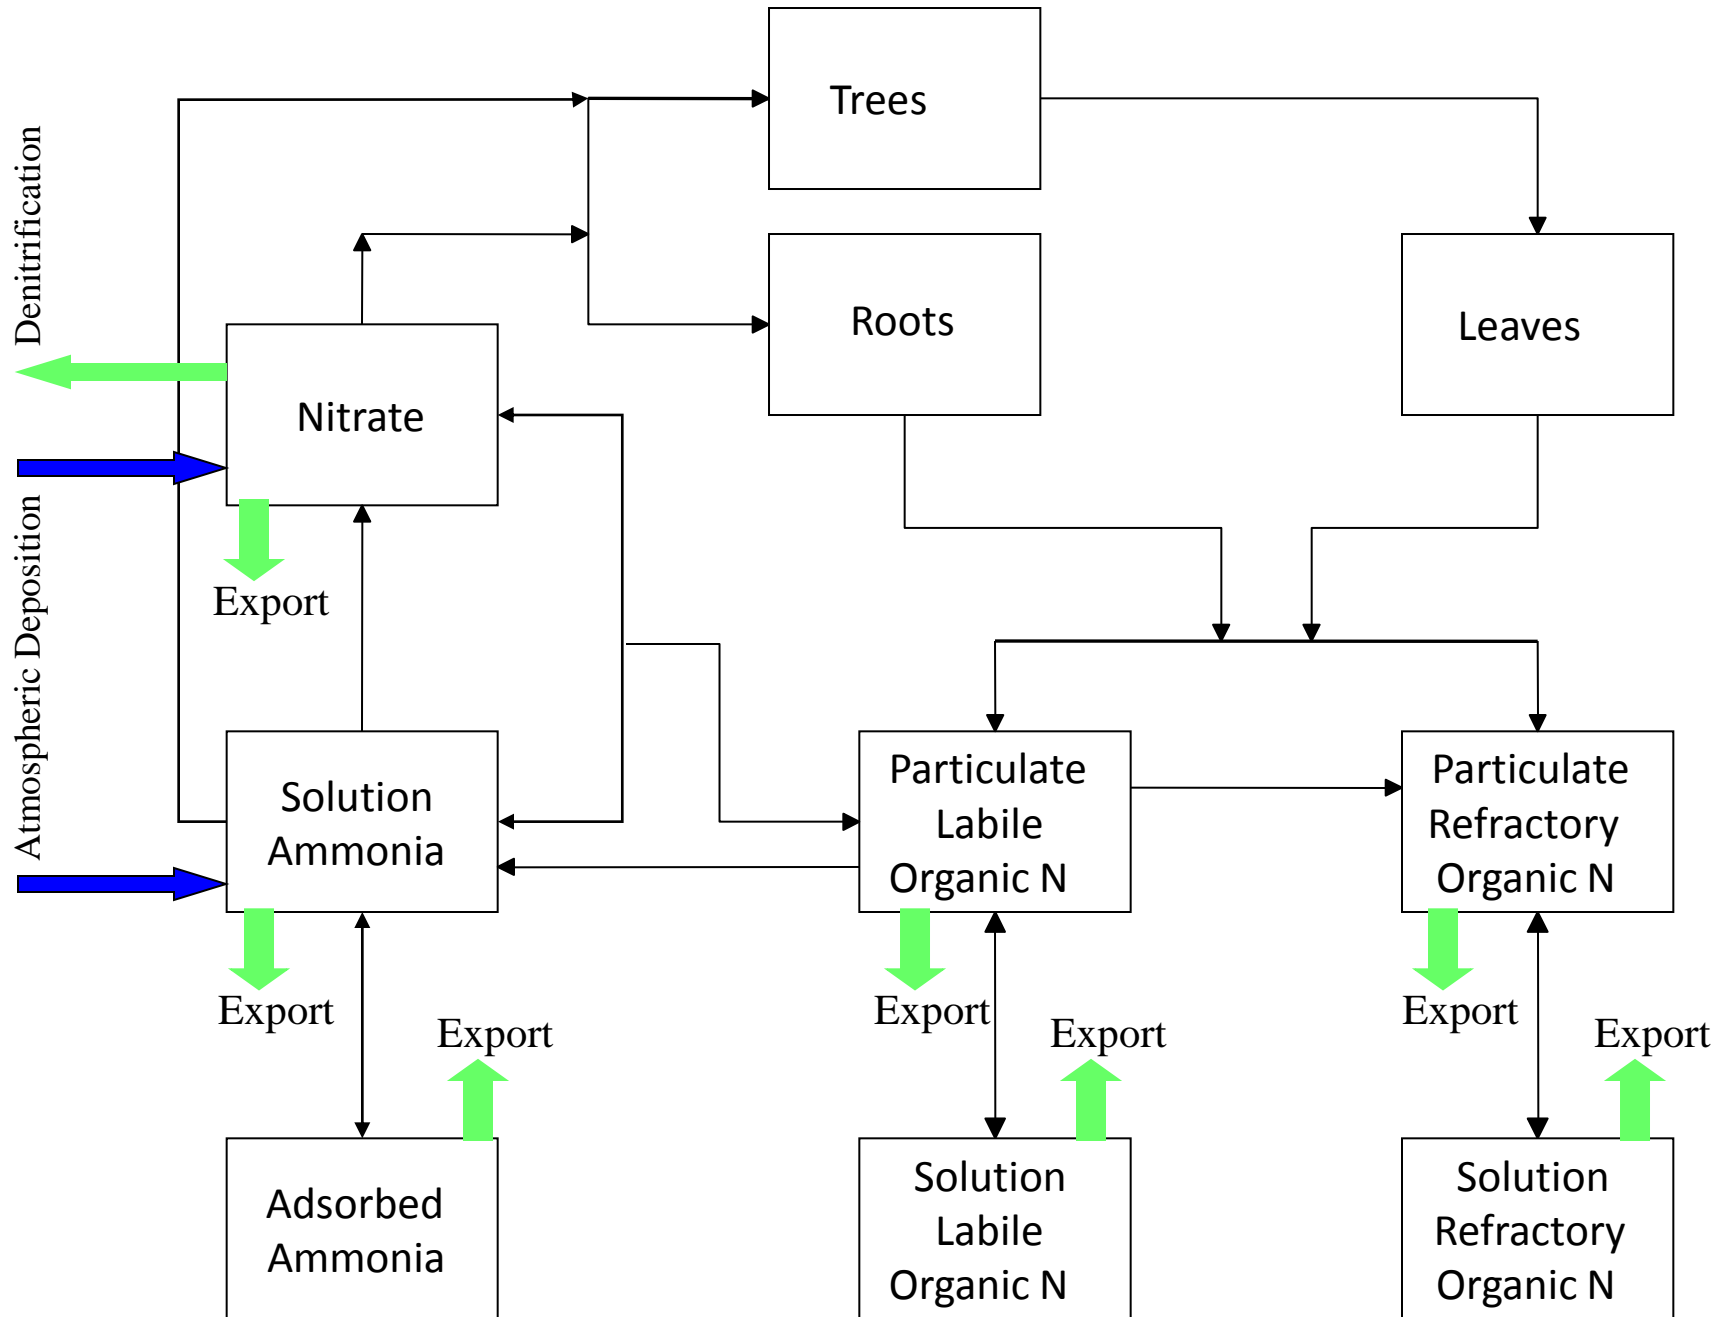 Trees
Denitrification
Roots
Leaves
Nitrate
Atmospheric Deposition
Export
Solution
Ammonia
Particulate
Labile
Organic N
Particulate
Refractory
Organic N
Export
Export
Export
Export
Export
Export
Adsorbed
Ammonia
Solution
Labile
Organic N
Solution
Refractory
Organic N